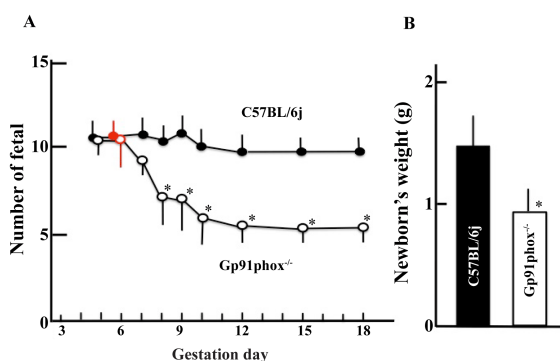 A
15
10
5
0
Number of fetal
C57BL/6j
* * * * * *
Gp91phox-/-
3 6 9 12 15 18
Gestation day
B
2
1
0
Newborn's weight (g)
C57BL/6j
Gp91phox-/-
*